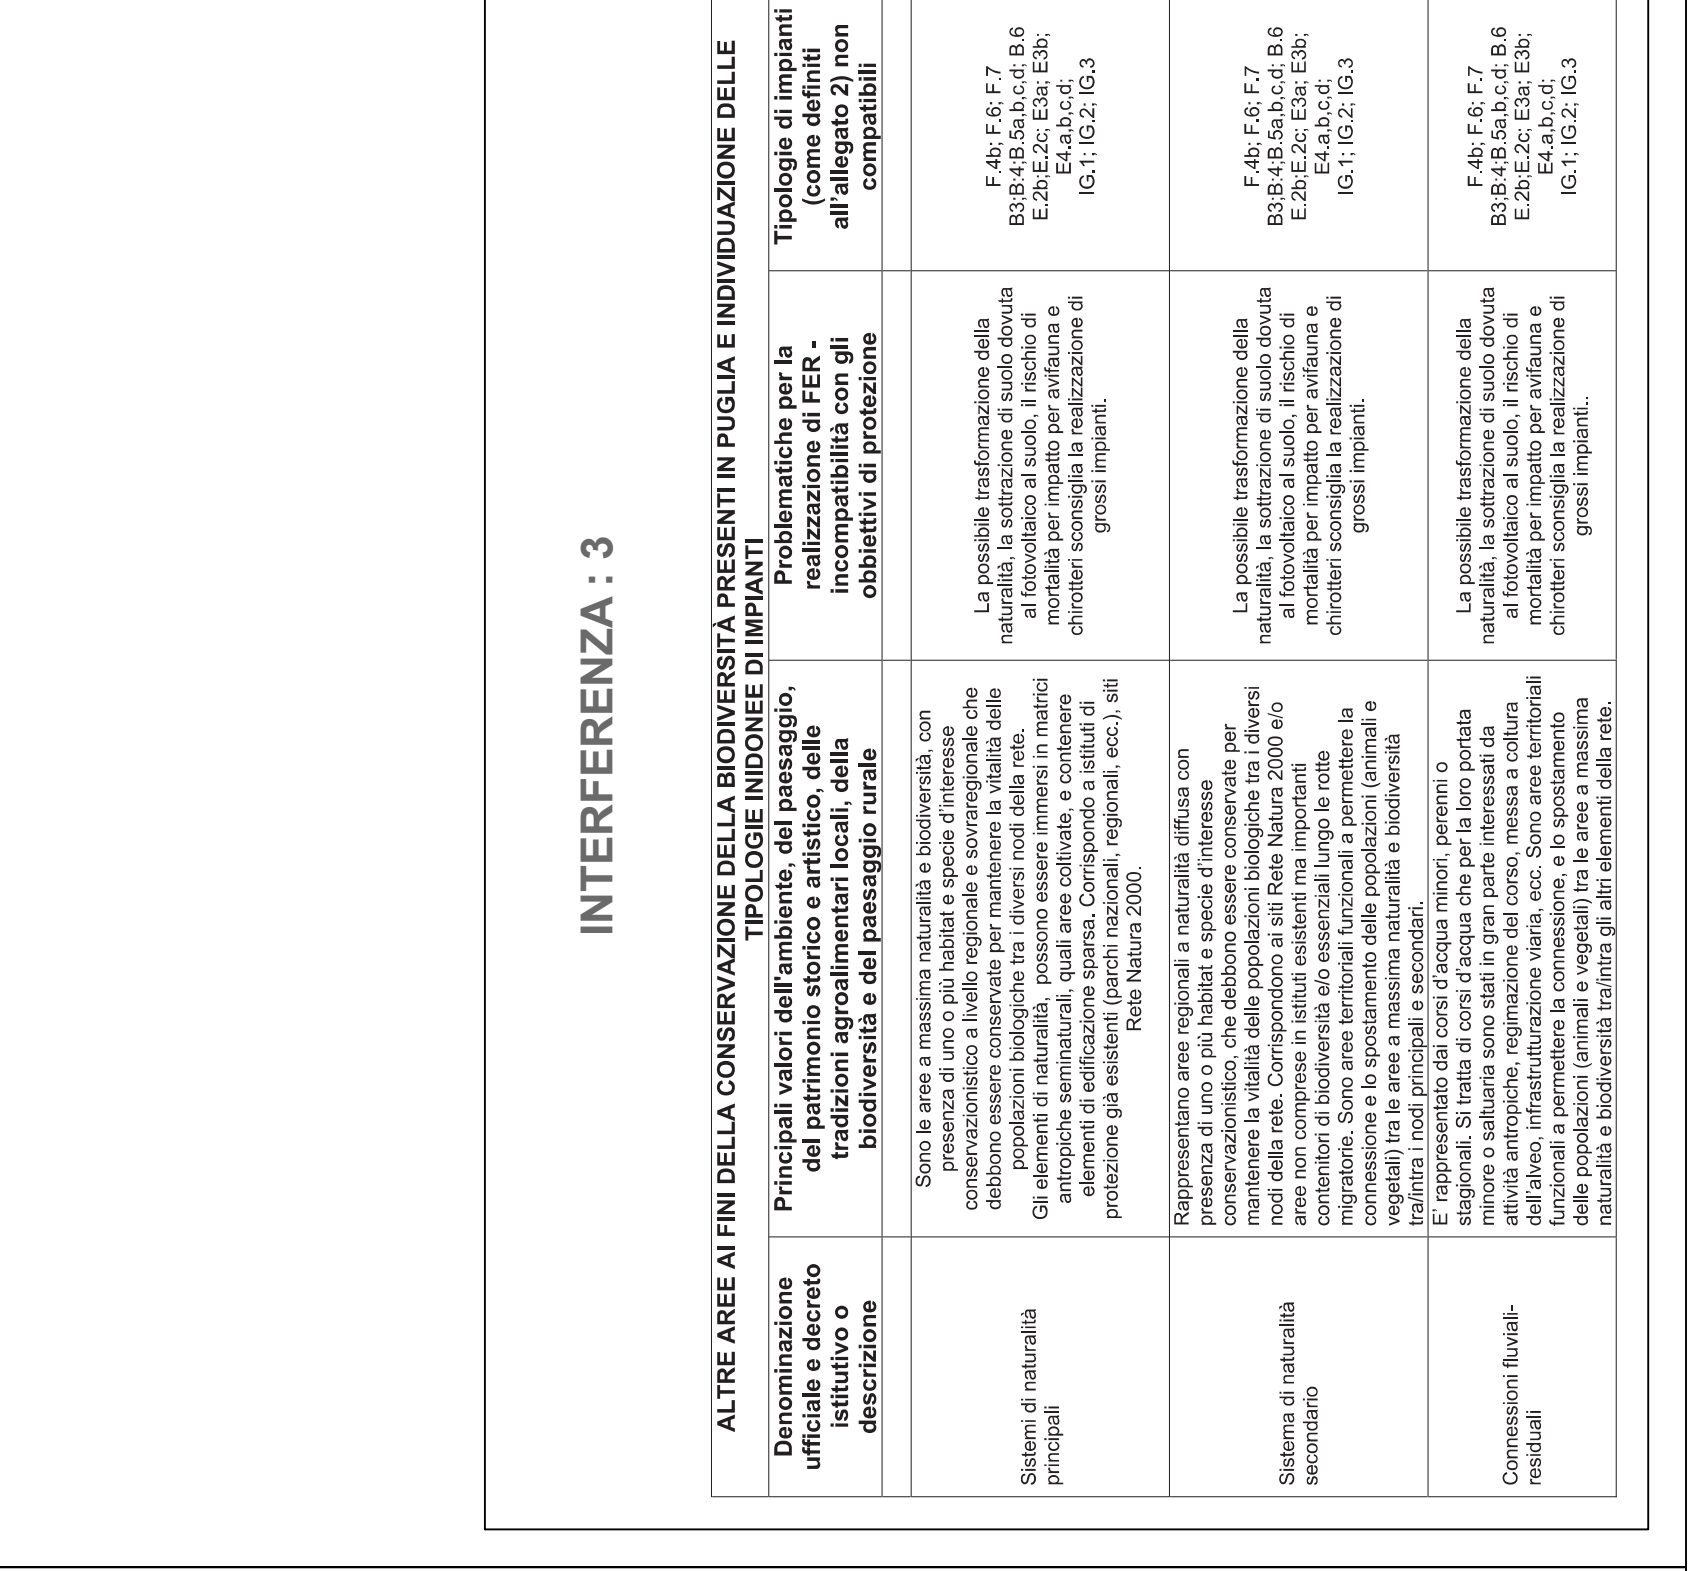 INTERFERENZA : 3
ALTRE AREE AI FINI DELLA CONSERVAZIONE DELLA BIODIVERSITÀ PRESENTI IN PUGLIA E INDIVIDUAZIONE DELLE
TIPOLOGIE INIDONEE DI IMPIANTI
Denominazione
ufficiale e decreto
istitutivo o
descrizione
Principali valori dell'ambiente, del paesaggio,
del patrimonio storico e artistico, delle
tradizioni agroalimentari locali, della
biodiversità e del paesaggio rurale
Problematiche per la
realizzazione di FER -
incompatibilità con gli
obbiettivi di protezione
Tipologie di impianti
(come definiti
all'allegato 2) non
compatibili
Sistemi di naturalità
principali
Sono le aree a massima naturalità e biodiversità, con
presenza di uno o più habitat e specie d'interesse
conservazionistico a livello regionale e sovraregionale che
debbono essere conservate per mantenere la vitalità delle
popolazioni biologiche tra i diversi nodi della rete.
Gli elementi di naturalità, possono essere immersi in matrici
antropiche seminaturali, quali aree coltivate, e contenere
elementi di edificazione sparsa. Corrispondo a istituti di
protezione già esistenti (parchi nazionali, regionali, ecc.), siti
Rete Natura 2000.
La possibile trasformazione della
naturalità, la sottrazione di suolo dovuta
al fotovoltaico al suolo, il rischio di
mortalità per impatto per avifauna e
chirotteri sconsiglia la realizzazione di
grossi impianti.
F.4b; F.6; F.7
B3;B:4;B.5a,b,c,d; B.6
E.2b;E.2c; E3a; E3b;
E4.a,b,c,d;
IG.1; IG.2; IG.3
Sistema di naturalità
secondario
Rappresentano aree regionali a naturalità diffusa con
presenza di uno o più habitat e specie d'interesse
conservazionistico, che debbono essere conservate per
mantenere la vitalità delle popolazioni biologiche tra i diversi
nodi della rete. Corrispondono ai siti Rete Natura 2000 e/o
aree non comprese in istituti esistenti ma importanti
contenitori di biodiversità e/o essenziali lungo le rotte
migratorie. Sono aree territoriali funzionali a permettere la
connessione e lo spostamento delle popolazioni (animali e
vegetali) tra le aree a massima naturalità e biodiversità
tra/intra i nodi principali e secondari.
La possibile trasformazione della
naturalità, la sottrazione di suolo dovuta
al fotovoltaico al suolo, il rischio di
mortalità per impatto per avifauna e
chirotteri sconsiglia la realizzazione di
grossi impianti.
F.4b; F.6; F.7
B3;B:4;B.5a,b,c,d; B.6
E.2b;E.2c; E3a; E3b;
E4.a,b,c,d;
IG.1; IG.2; IG.3
Connessioni fluviali-
residuali
E' rappresentato dai corsi d'acqua minori, perenni o
stagionali. Si tratta di corsi d'acqua che per la loro portata
minore o saltuaria sono stati in gran parte interessati da
attività antropiche, regimazione del corso, messa a coltura
dell'alveo, infrastrutturazione viaria, ecc. Sono aree territoriali
funzionali a permettere la connessione, e lo spostamento
delle popolazioni (animali e vegetali) tra le aree a massima
naturalità e biodiversità tra/intra gli altri elementi della rete.
La possibile trasformazione della
naturalità, la sottrazione di suolo dovuta
al fotovoltaico al suolo, il rischio di
mortalità per impatto per avifauna e
chirotteri sconsiglia la realizzazione di
grossi impianti..
F.4b; F.6; F.7
B3;B:4;B.5a,b,c,d; B.6
E.2b;E.2c; E3a; E3b;
E4.a,b,c,d;
IG.1; IG.2; IG.3